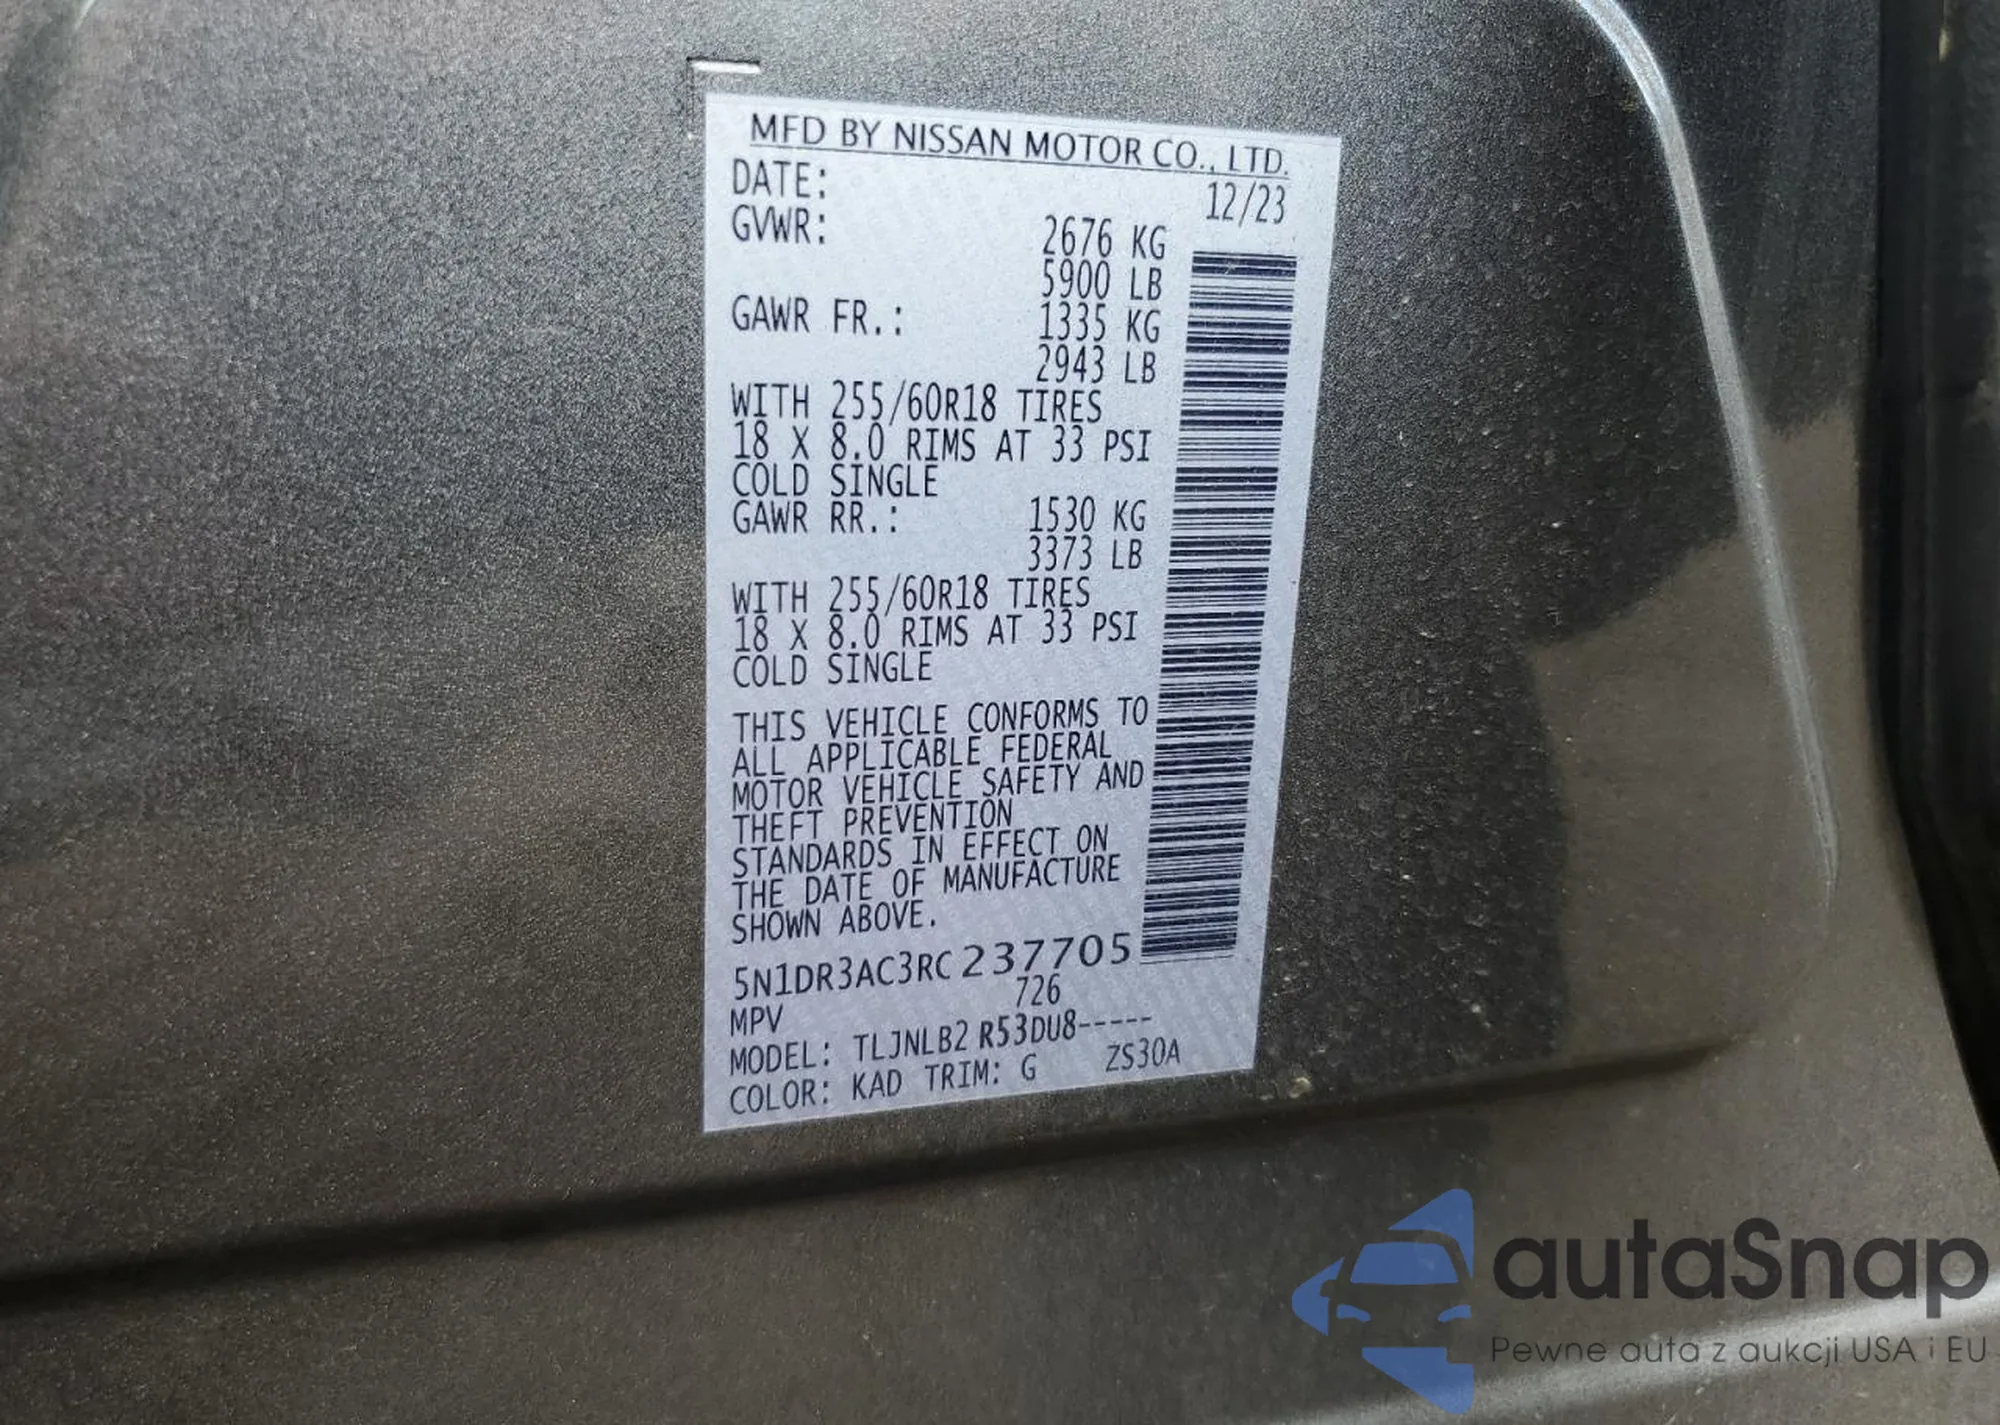 MFD BY NISSAN MOTOR CO., LTD.
DATE: 12/23
GVWR: 2676 KG
5900 LB
GAWR FR.: 1335 KG
2943 LB
WITH 255/60R18 TIRES
18 X 8.0 RIMS AT 33 PSI
COLD SINGLE
GAWR RR.: 1530 KG
3373 LB
WITH 255/60R18 TIRES
18 X 8.0 RIMS AT 33 PSI
COLD SINGLE
THIS VEHICLE CONFORMS TO
ALL APPLICABLE FEDERAL
MOTOR VEHICLE SAFETY AND
THEFT PREVENTION
STANDARDS IN EFFECT ON
THE DATE OF MANUFACTURE
SHOWN ABOVE.
5N1DR3AC3RC237705
MPV 726
MODEL: TLJNLB2 R53DU8-----
COLOR: KAD TRIM: G ZS30A
autaSnap
Pewne auta z aukcji USA i EU